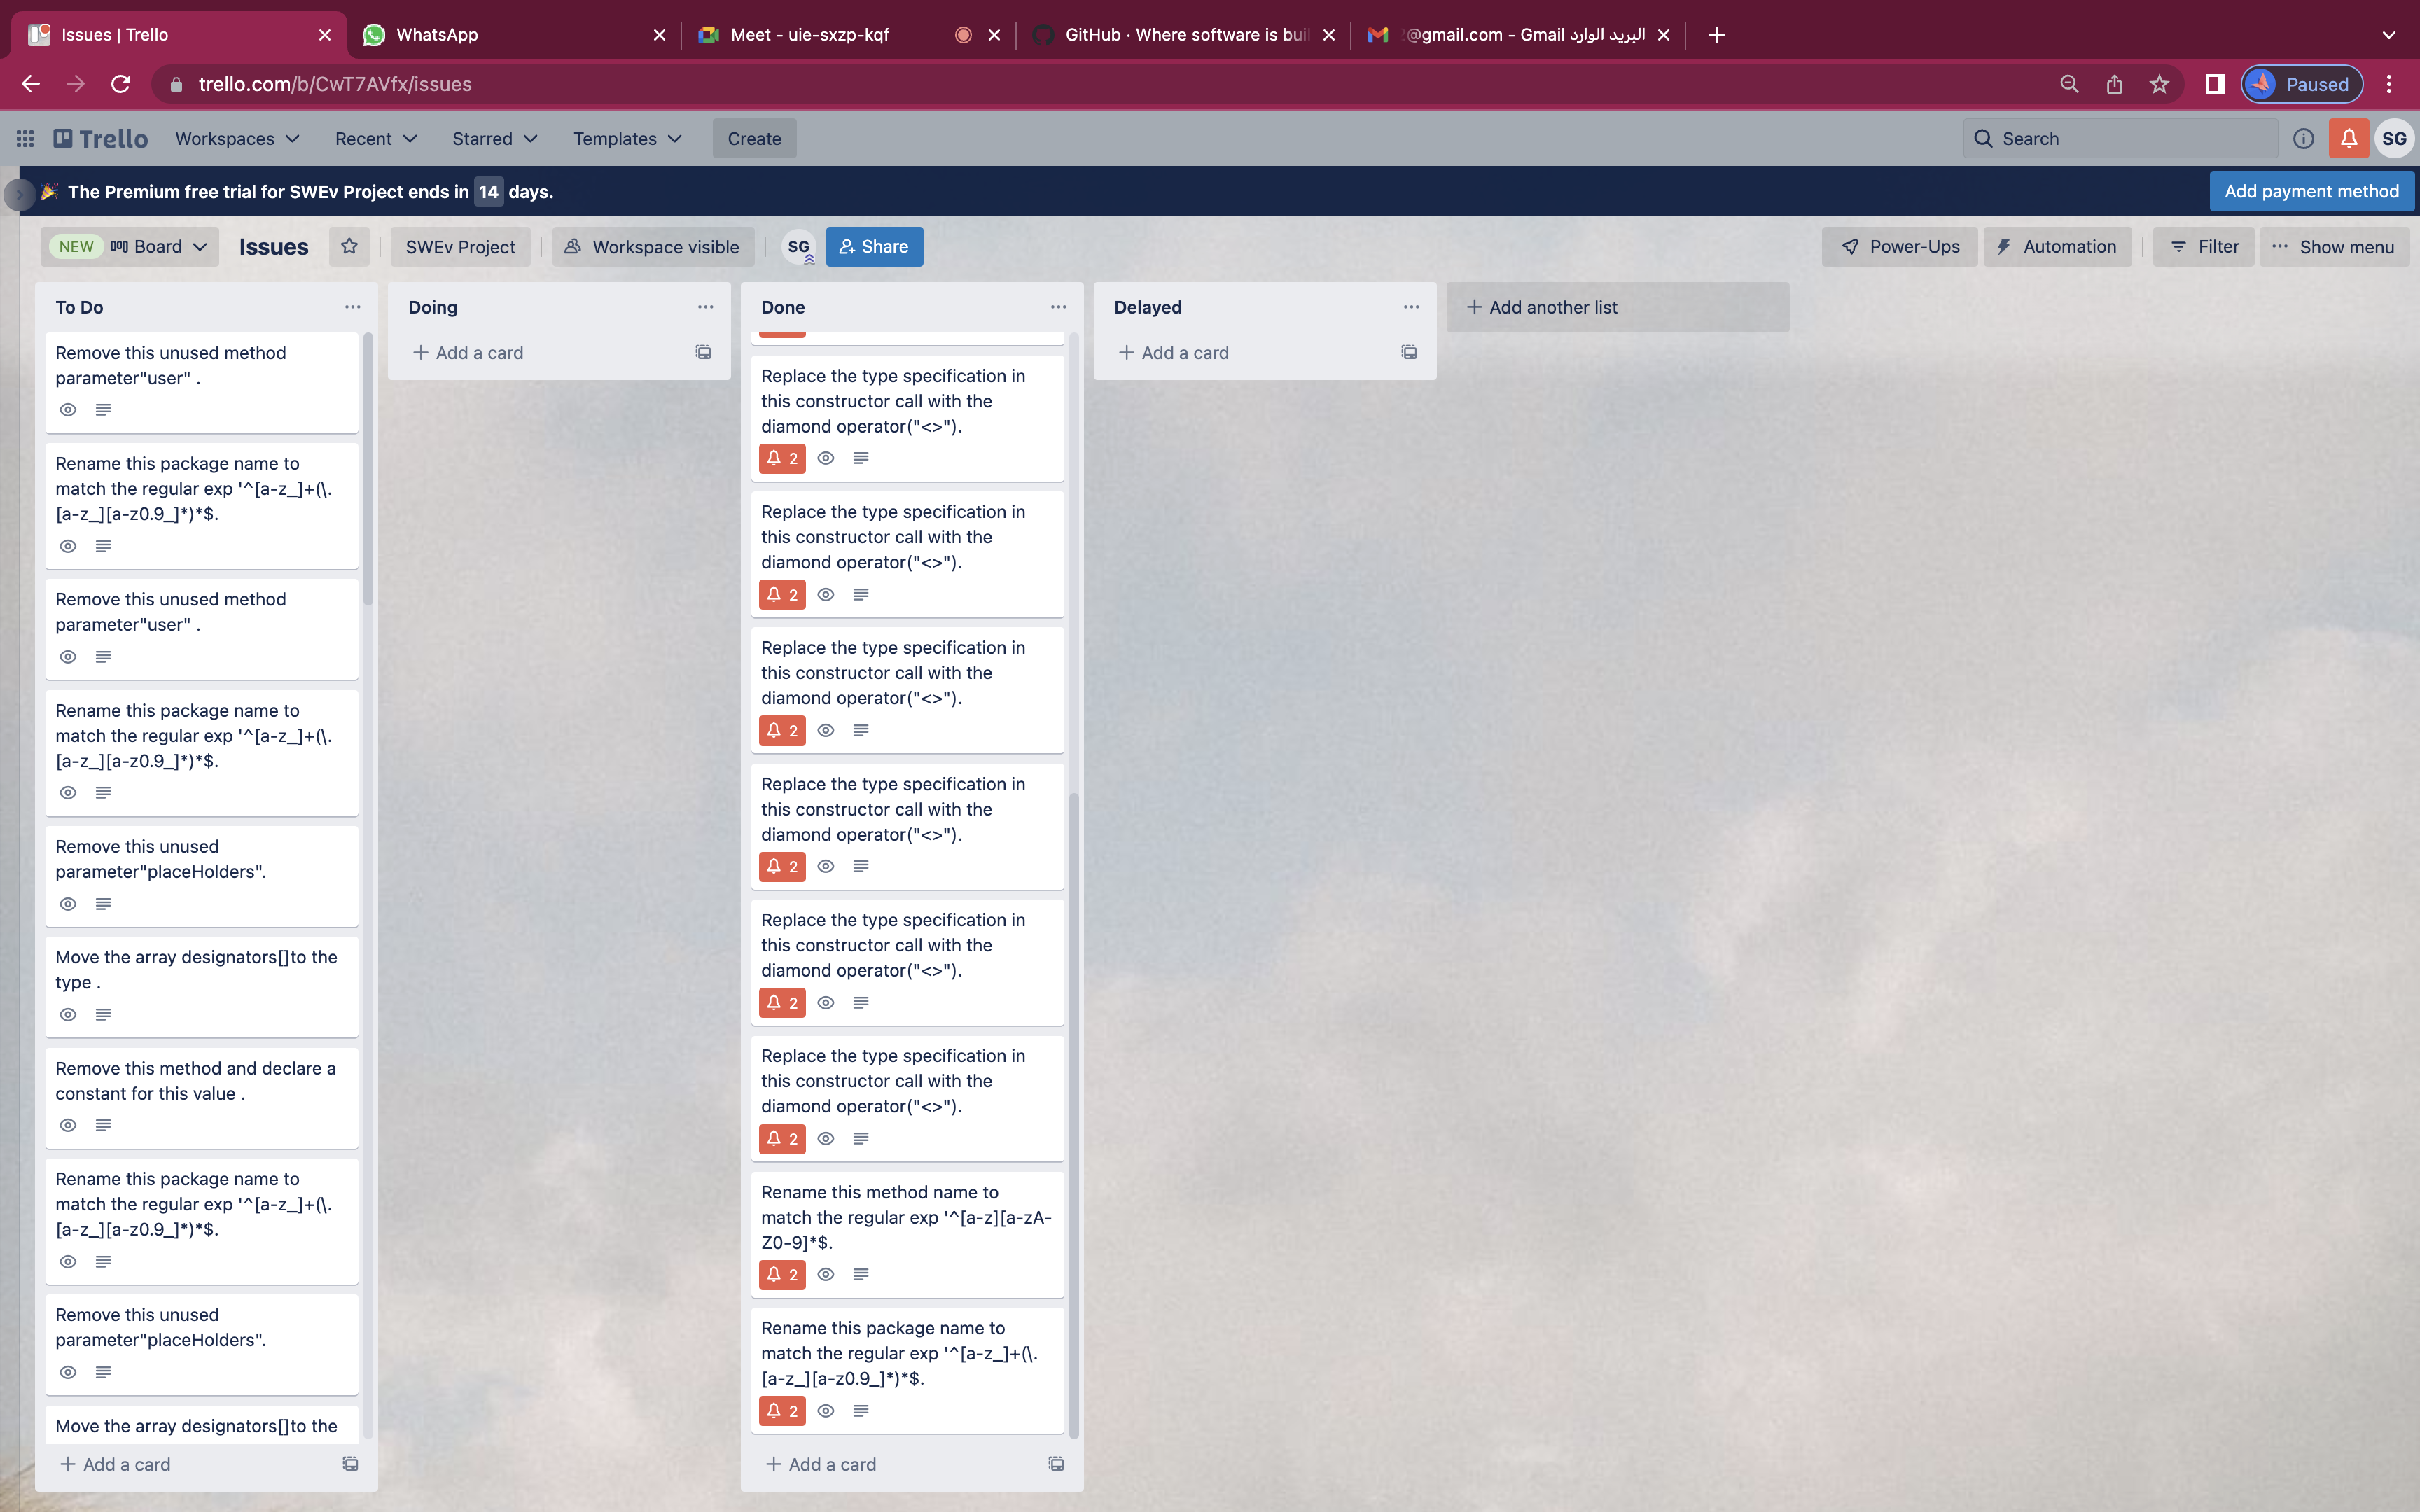 Issues | Trello
WhatsApp
Meet - uie-sxzp-kqf
GitHub · Where software is buil
@gmail.com - Gmail البريد الوارد
trello.com/b/CwT7AVfx/issues
Paused
Trello
Workspaces
Recent
Starred
Templates
Create
Search
SG
The Premium free trial for SWEv Project ends in 14 days.
Add payment method
NEW
Board
Issues
SWEv Project
Workspace visible
SG
Share
Power-Ups
Automation
Filter
Show menu
To Do
Remove this unused method
parameter"user" .
Rename this package name to
match the regular exp '^[a-z_]+(\.
[a-z_][a-z0.9_]*)*$.
Remove this unused method
parameter"user" .
Rename this package name to
match the regular exp '^[a-z_]+(\.
[a-z_][a-z0.9_]*)*$.
Remove this unused
parameter"placeHolders".
Move the array designators[]to the
type .
Remove this method and declare a
constant for this value .
Rename this package name to
match the regular exp '^[a-z_]+(\.
[a-z_][a-z0.9_]*)*$.
Remove this unused
parameter"placeHolders".
Move the array designators[]to the
+ Add a card
Doing
+ Add a card
Done
Replace the type specification in
this constructor call with the
diamond operator("<>").
2
Replace the type specification in
this constructor call with the
diamond operator("<>").
2
Replace the type specification in
this constructor call with the
diamond operator("<>").
2
Replace the type specification in
this constructor call with the
diamond operator("<>").
2
Replace the type specification in
this constructor call with the
diamond operator("<>").
2
Replace the type specification in
this constructor call with the
diamond operator("<>").
2
Rename this method name to
match the regular exp '^[a-z][a-zA-
Z0-9]*$.
2
Rename this package name to
match the regular exp '^[a-z_]+(\.
[a-z_][a-z0.9_]*)*$.
2
+ Add a card
Delayed
+ Add a card
+ Add another list